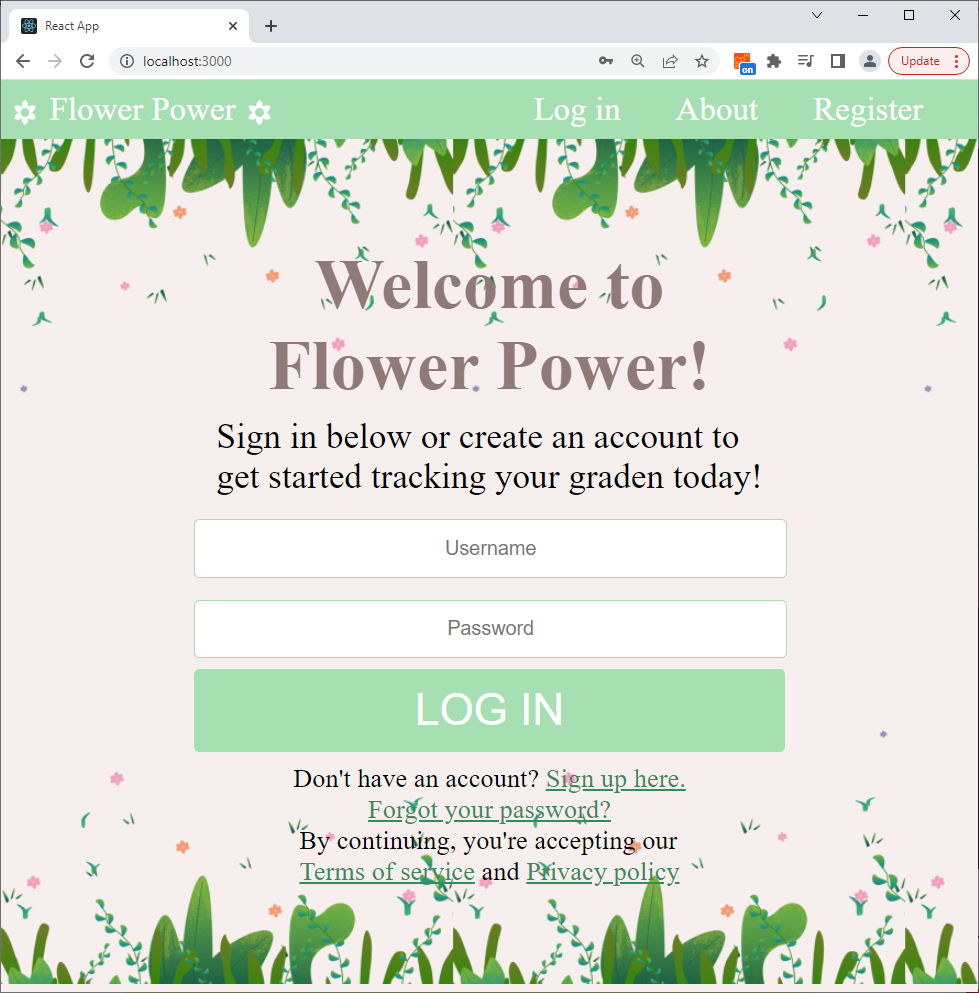 React App
localhost:3000
on
Update
Flower Power
Log in
About
Register
Welcome to
Flower Power!
Sign in below or create an account to
get started tracking your graden today!
Username
Password
LOG IN
Don't have an account? Sign up here.
Forgot your password?
By continuing, you're accepting our
Terms of service and Privacy policy